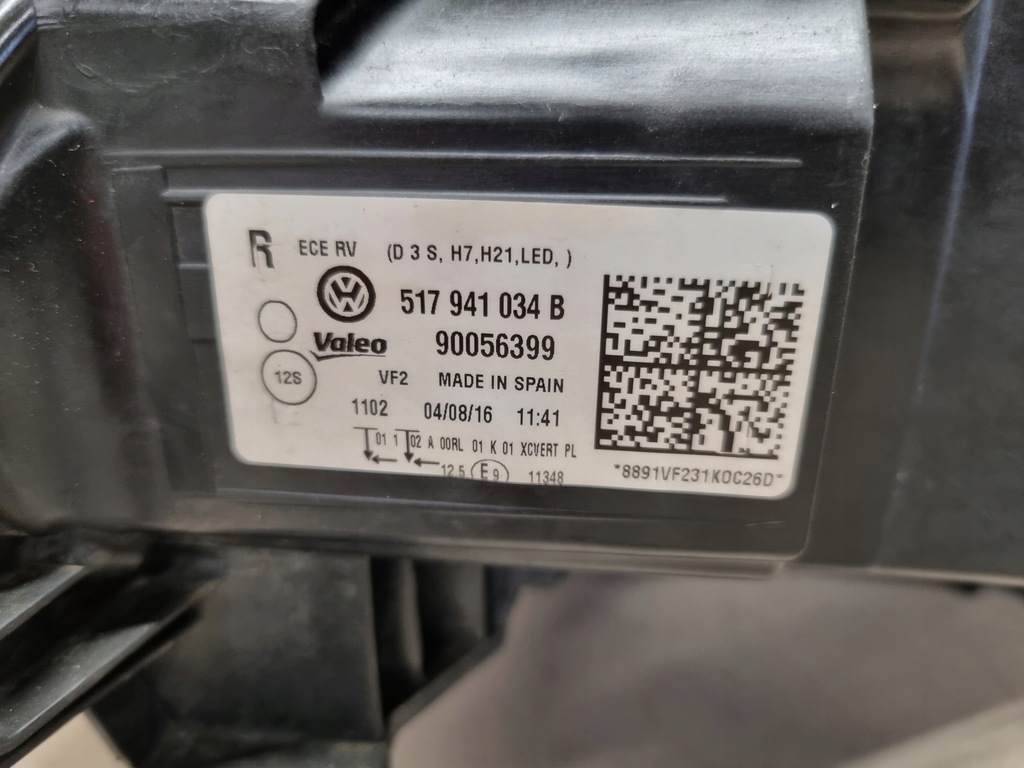 R ECE RV (D 3 S, H7,H21,LED, )
517 941 034 B
Valeo 90056399
12S VF2 MADE IN SPAIN
1102 04/08/16 11:41
01 1 02 A 00RL 01 K 01 XCVERT PL
12 5 E9 11348
*8891VF231K0C26D*